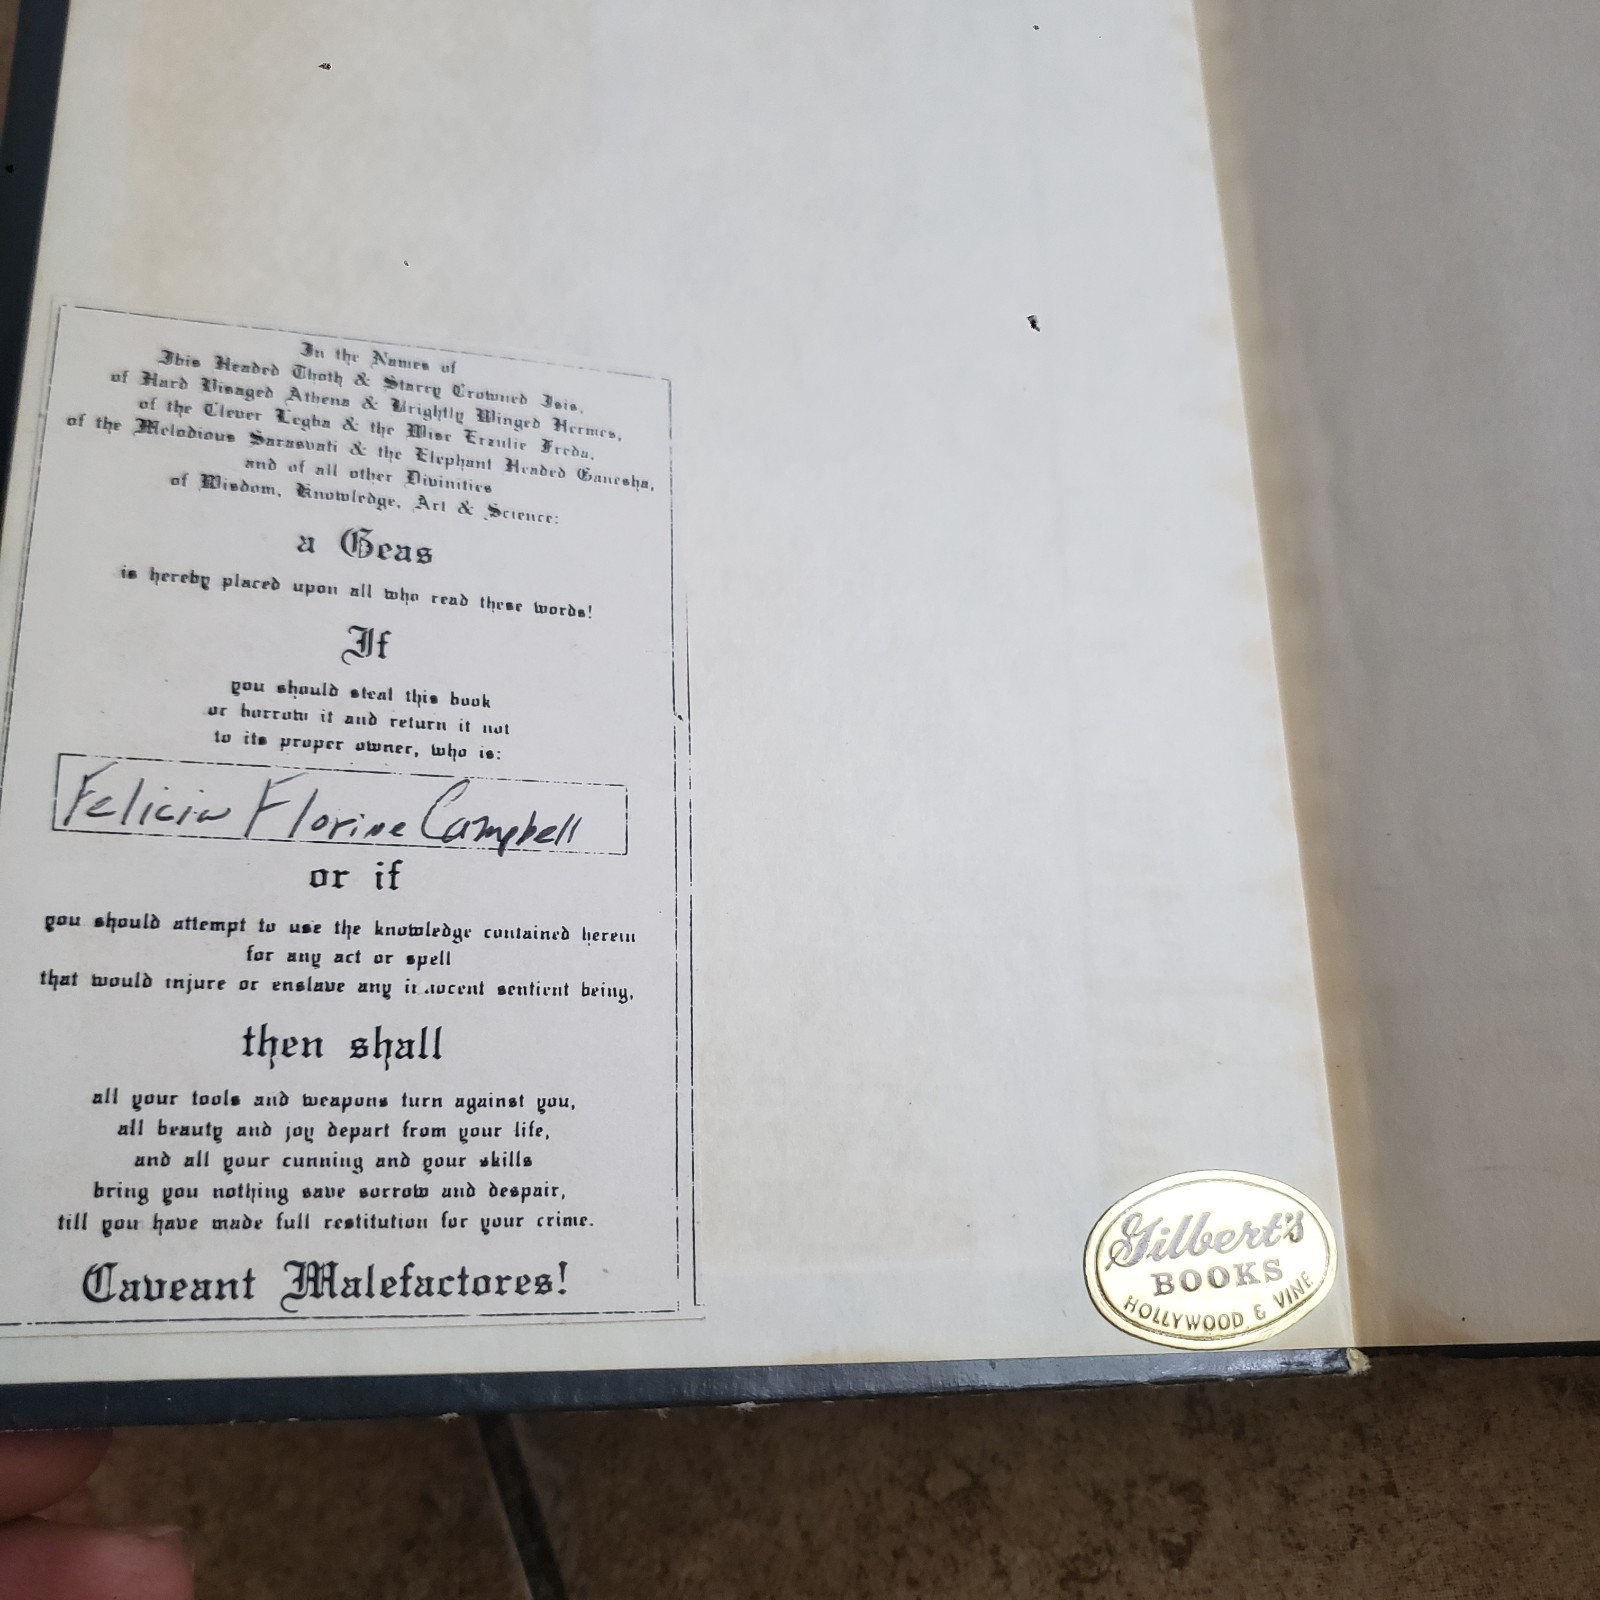 In the Names of
Ibis Headed Thoth & Starry Crowned Isis,
of Hard Visaged Athena & Brightly Winged Hermes,
of the Clever Legba & the Wise Erzulie Freda,
of the Melodious Sarasvati & the Elephant Headed Ganesha,
and of all other Divinities
of Wisdom, Knowledge, Art & Science:
a Geas
is hereby placed upon all who read these words!
If
you should steal this book
or borrow it and return it not
to its proper owner, who is:
Felicia Florine Campbell
or if
you should attempt to use the knowledge contained herein
for any act or spell
that would injure or enslave any innocent sentient being,
then shall
all your tools and weapons turn against you,
all beauty and joy depart from your life,
and all your cunning and your skills
bring you nothing save sorrow and despair,
till you have made full restitution for your crime.
Caveant Malefactores!
Gilbert's
BOOKS
HOLLYWOOD & VINE